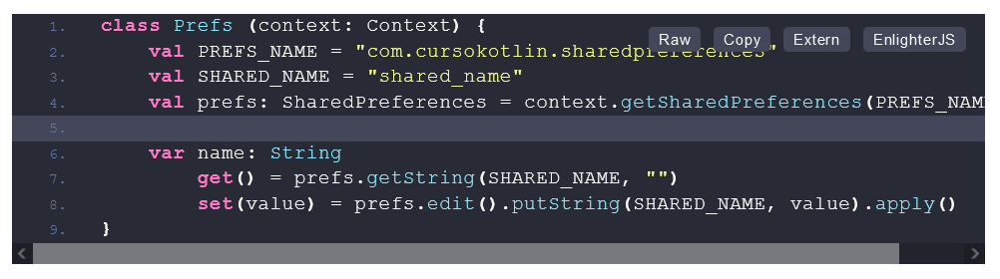 1. class Prefs (context: Context) {
Raw Copy Extern EnlighterJS
2. val PREFS_NAME = "com.cursokotlin.sharedpreferences"
3. val SHARED_NAME = "shared_name"
4. val prefs: SharedPreferences = context.getSharedPreferences(PREFS_NAM
5.
6. var name: String
7. get() = prefs.getString(SHARED_NAME, "")
8. set(value) = prefs.edit().putString(SHARED_NAME, value).apply()
9. }